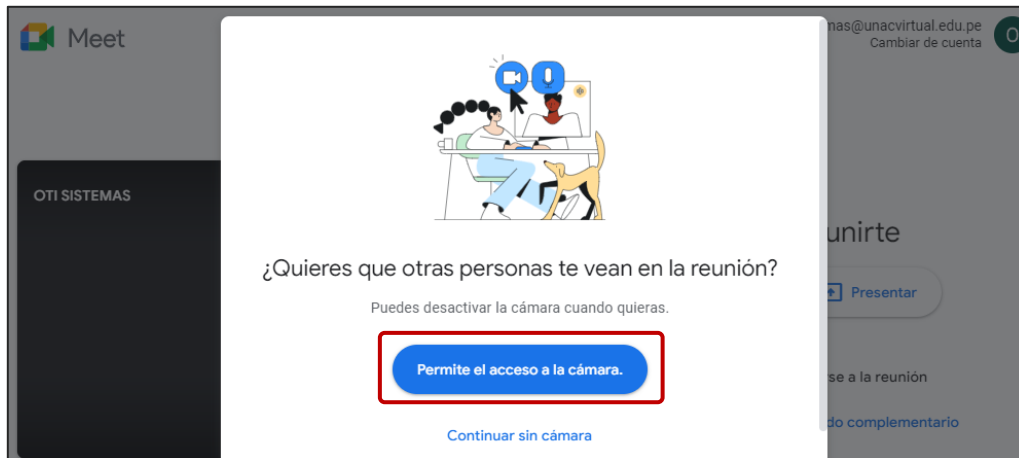 Meet
mas@unacvirtual.edu.pe
Cambiar de cuenta
O
OTI SISTEMAS
¿Quieres que otras personas te vean en la reunión?
Puedes desactivar la cámara cuando quieras.
Permite el acceso a la cámara.
Continuar sin cámara
unirte
Presentar
se a la reunión
do complementario